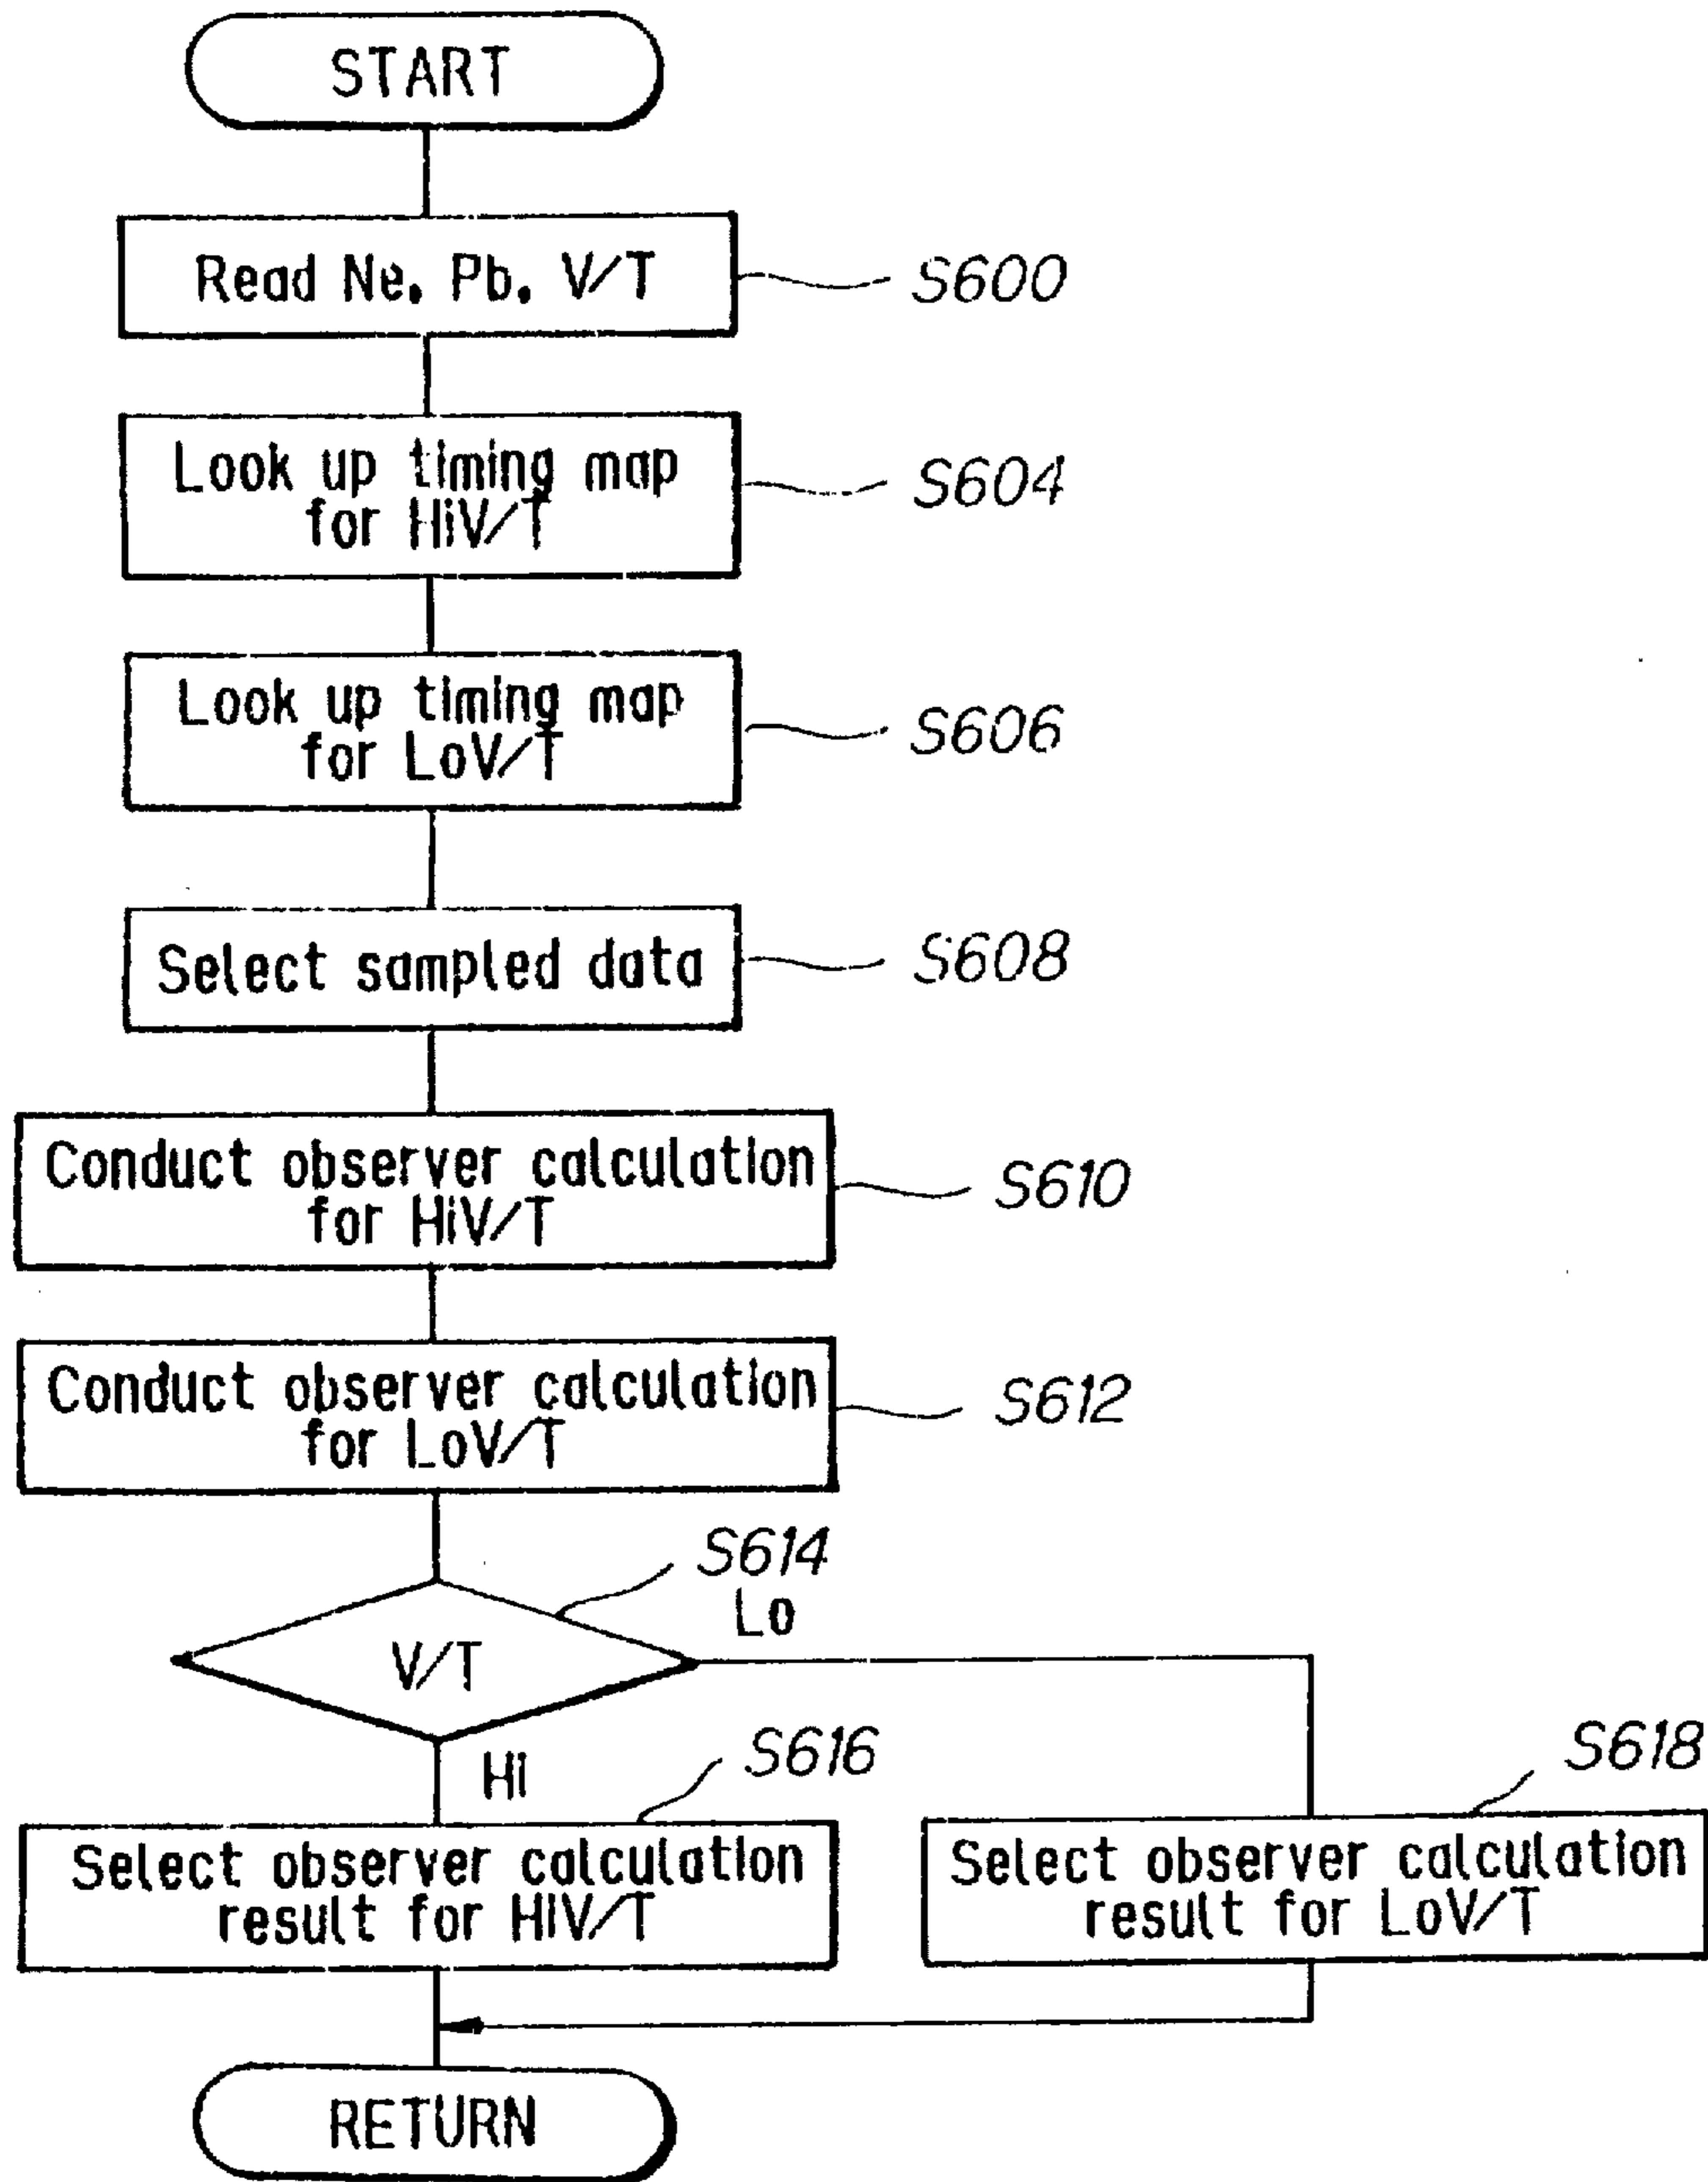 START
Read Ne. Pb. V/T
S600
Look up timing map
for HiV/T
S604
Look up timing map
for LoV/T
S606
Select sampled data
S608
Conduct observer calculation
for HiV/T
S610
Conduct observer calculation
for LoV/T
S612
S614
Lo
V/T
Hi
S616
S618
Select observer calculation
result for HiV/T
Select observer calculation
result for LoV/T
RETURN